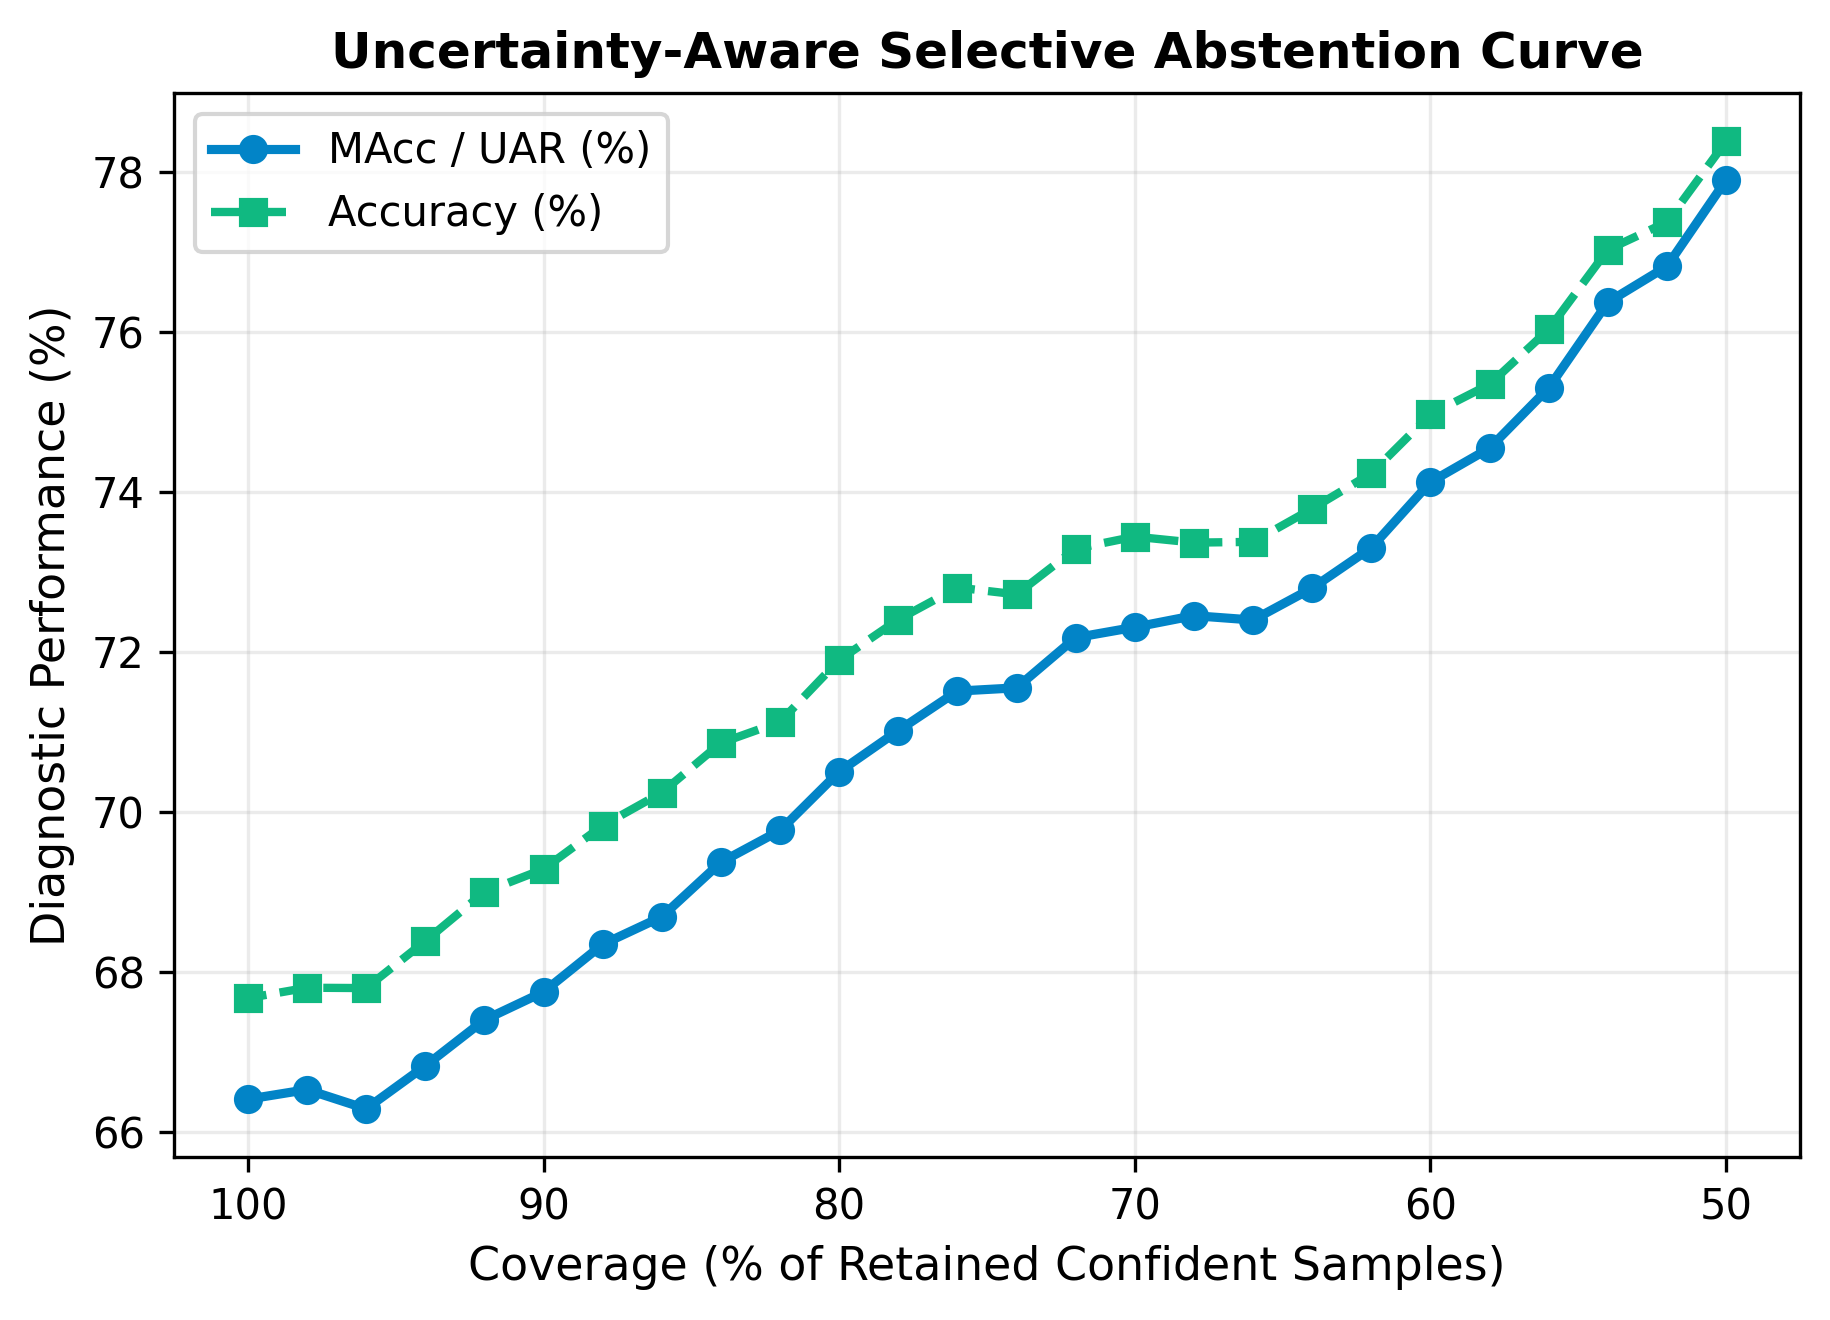 Uncertainty-Aware Selective Abstention Curve
MAcc / UAR (%)
Accuracy (%)
Diagnostic Performance (%)
78
76
74
72
70
68
66
100 90 80 70 60 50
Coverage (% of Retained Confident Samples)